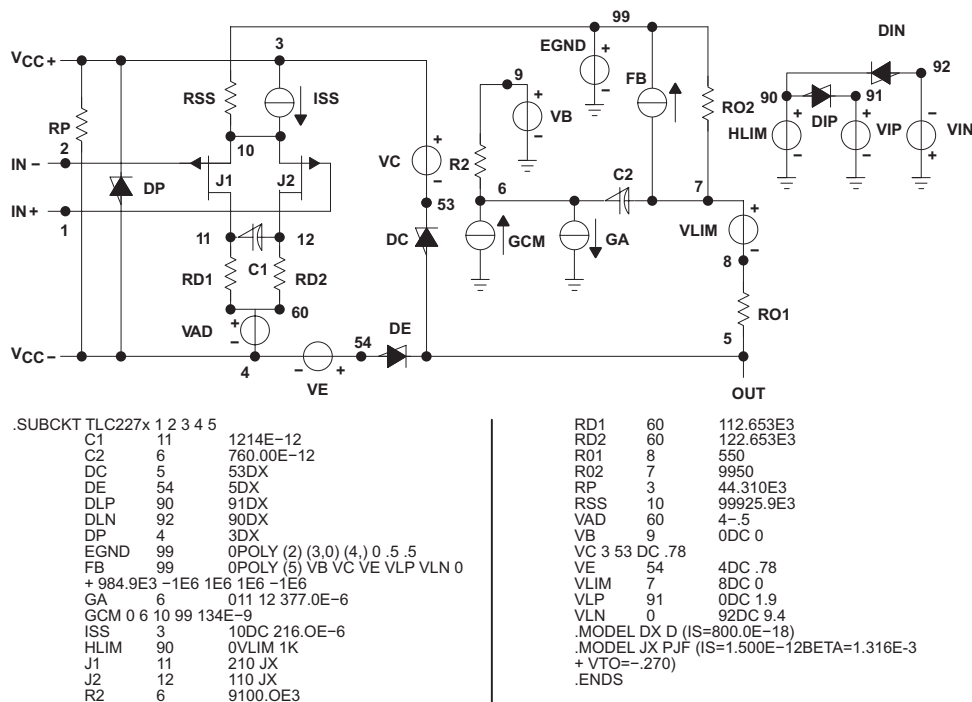 99
DIN
3
EGND
+
VCC+
9
+
FB
92
RSS
ISS
+
VB
RO2
90
91
-
RP
DIP
+
+
2
10
HLIM
VIP
VIN
-
-
+
IN -
VC
+
R2
J1
J2
-
C2
DP
6
7
IN+
53
1
+
11
12
DC
GCM
GA
VLIM
-
C1
8
RD1
RD2
RO1
60
+
VAD
-
DE
5
54
VCC-
4
-
+
VE
OUT
.SUBCKT TLC227x 1 2 3 4 5
C1 11 1214E-12
C2 6 760.00E-12
DC 5 53DX
DE 54 5DX
DLP 90 91DX
DLN 92 90DX
DP 4 3DX
EGND 99 0POLY (2) (3,0) (4,) 0 .5 .5
FB 99 0POLY (5) VB VC VE VLP VLN 0
+ 984.9E3 -1E6 1E6 1E6 -1E6
GA 6 011 12 377.0E-6
GCM 0 6 10 99 134E-9
ISS 3 10DC 216.OE-6
HLIM 90 0VLIM 1K
J1 11 210 JX
J2 12 110 JX
R2 6 9100.OE3
RD1 60 112.653E3
RD2 60 122.653E3
R01 8 550
R02 7 9950
RP 3 44.310E3
RSS 10 99925.9E3
VAD 60 4-.5
VB 9 0DC 0
VC 3 53 DC .78
VE 54 4DC .78
VLIM 7 8DC 0
VLP 91 0DC 1.9
VLN 0 92DC 9.4
.MODEL DX D (IS=800.0E-18)
.MODEL JX PJF (IS=1.500E-12BETA=1.316E-3
+ VTO=-.270)
.ENDS